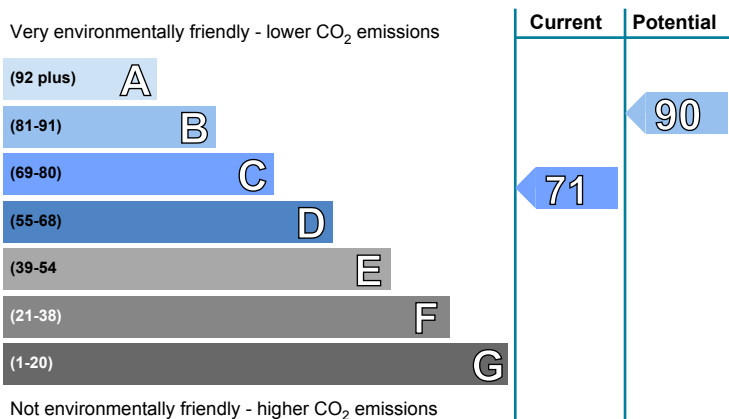 Current Potential
Very environmentally friendly - lower CO₂ emissions
(92 plus) A
(81-91) B 90
(69-80) C 71
(55-68) D
(39-54 E
(21-38) F
(1-20) G
Not environmentally friendly - higher CO₂ emissions